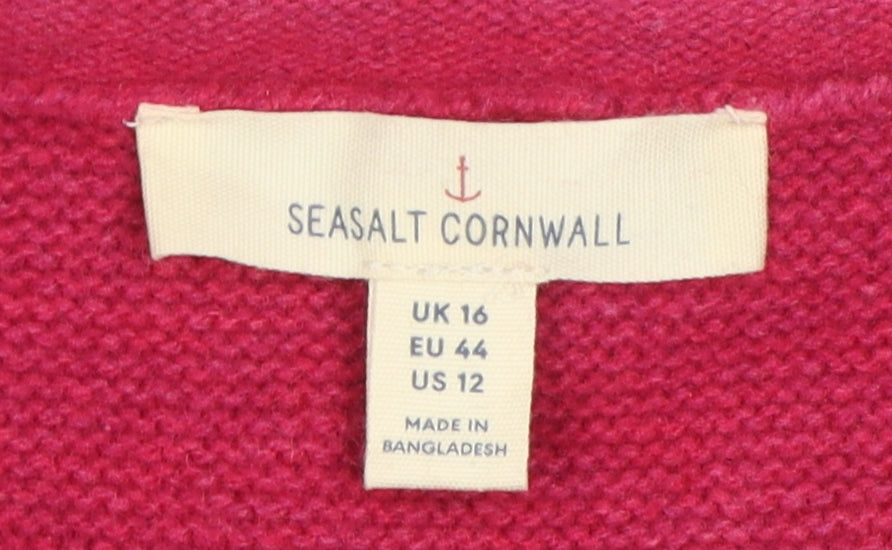 SEASALT CORNWALL
UK 16
EU 44
US 12
MADE IN
BANGLADESH